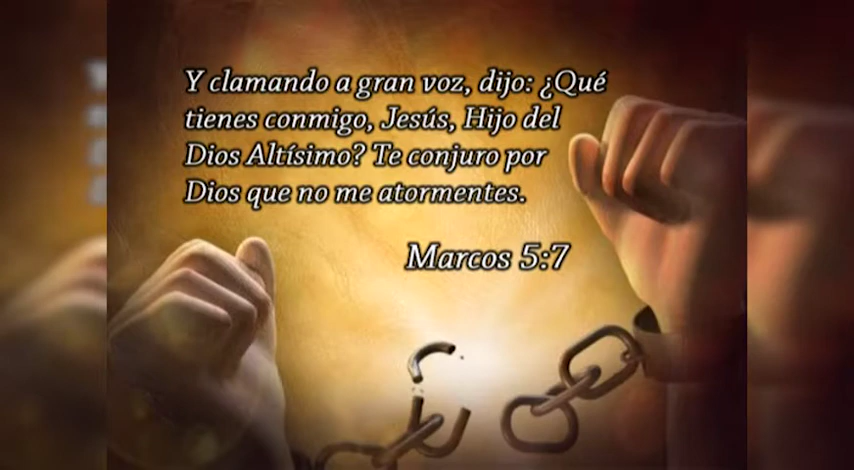 Y clamando a gran voz, dijo: ¿Qué
tienes conmigo, Jesús, Hijo del
Dios Altísimo? Te conjuro por
Dios que no me atormentes.
Marcos 5:7